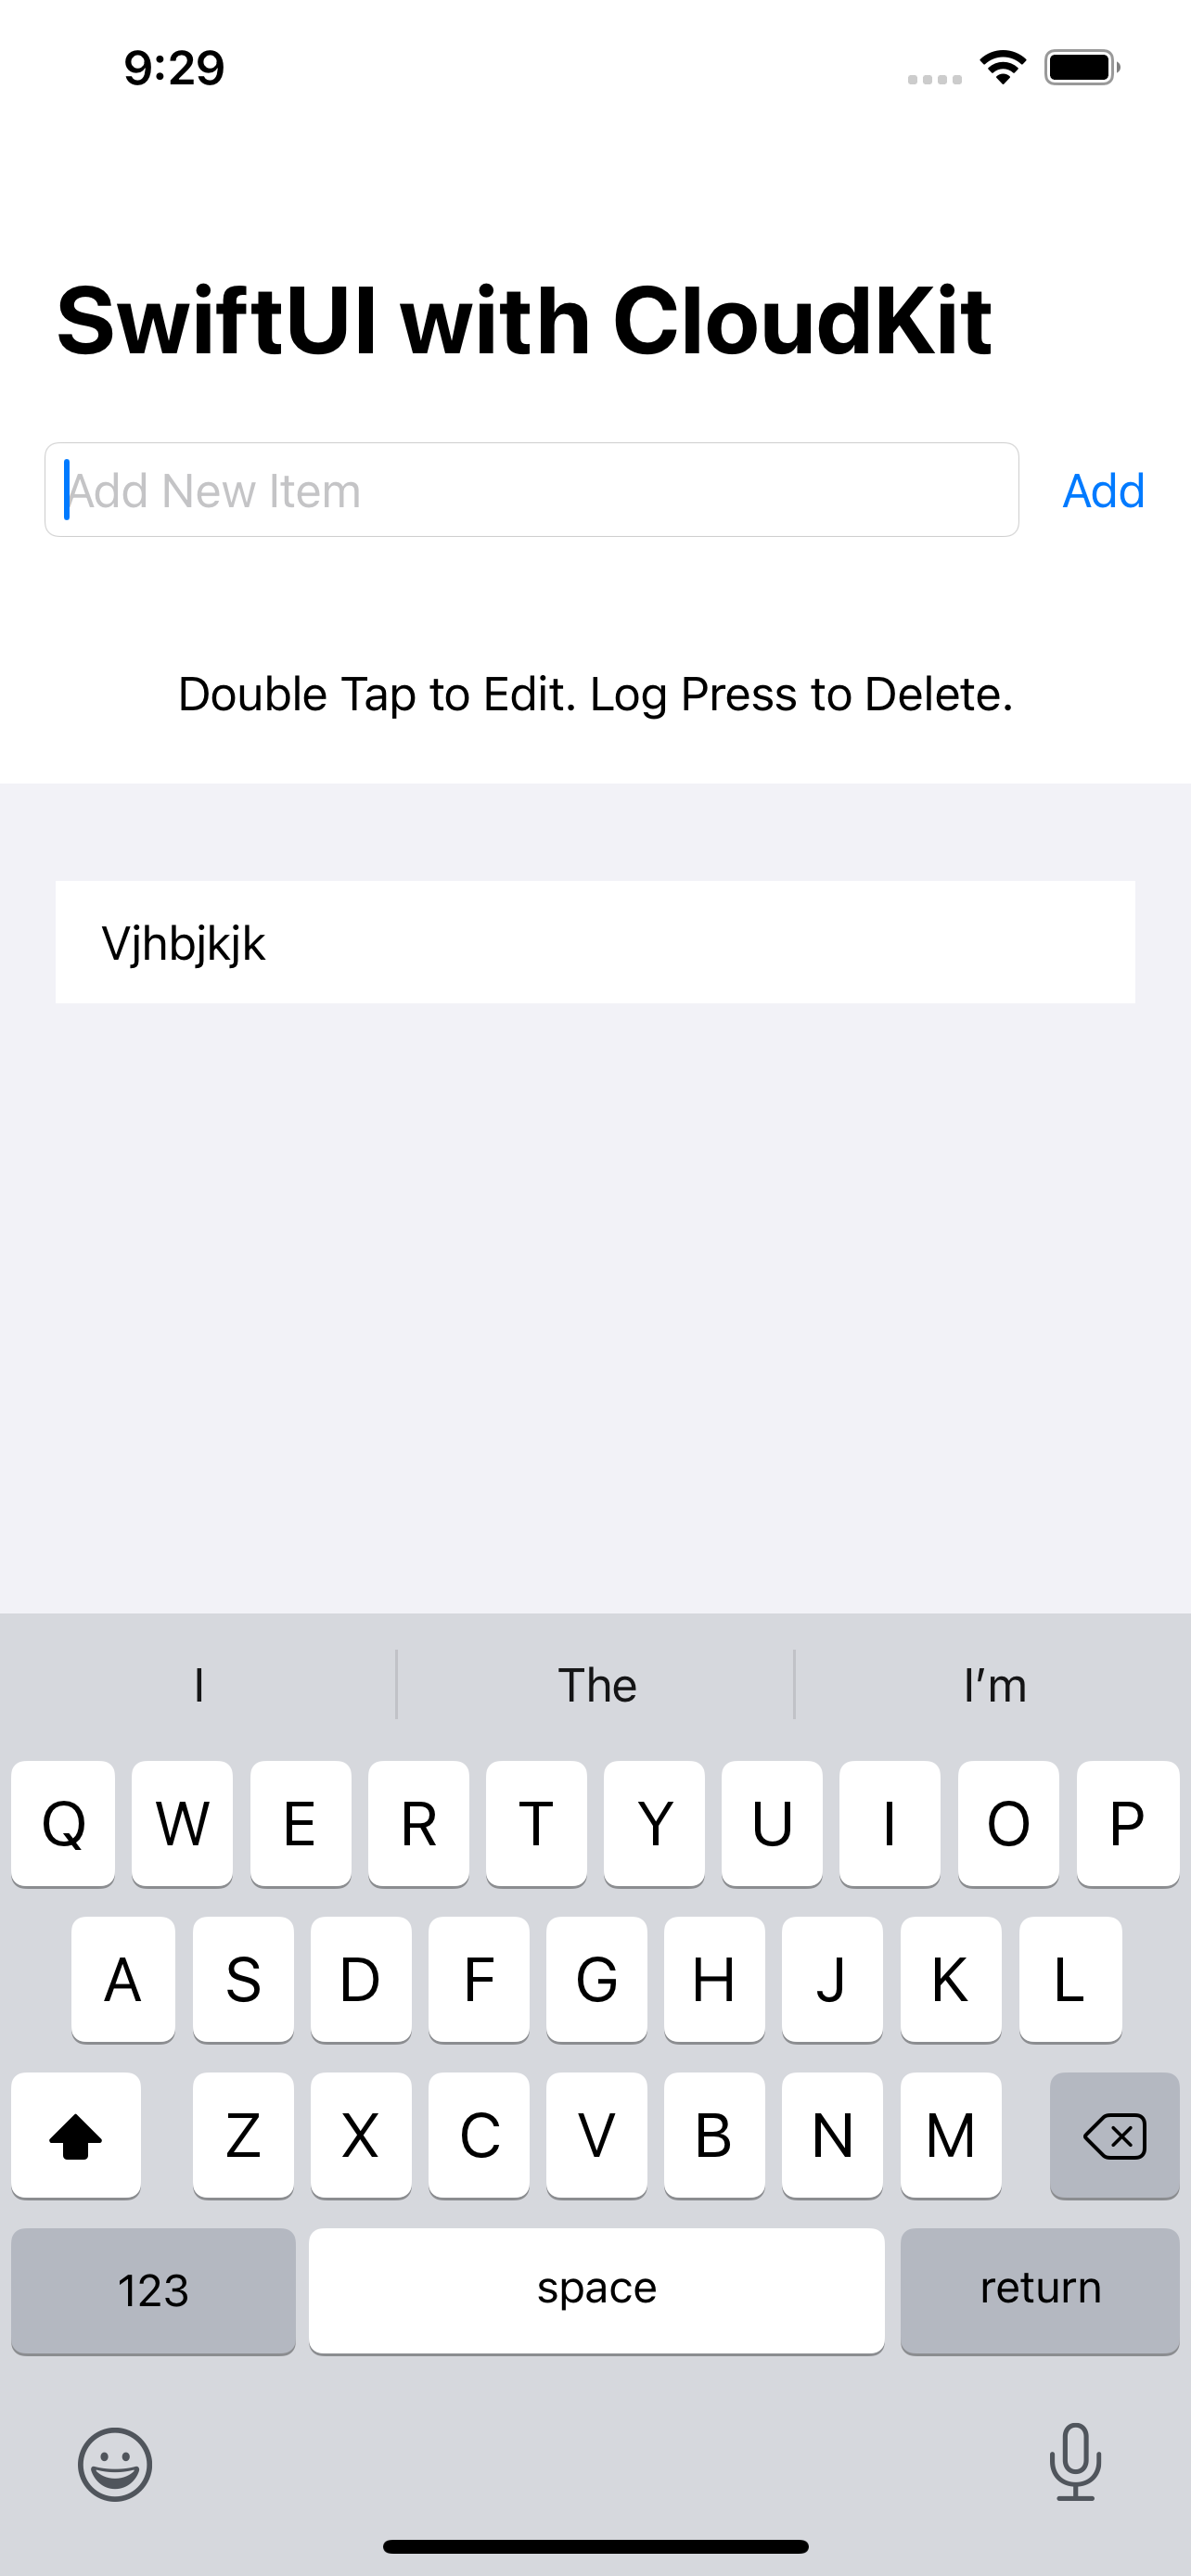 9:29
SwiftUI with CloudKit
Add New Item
Add
Double Tap to Edit. Log Press to Delete.
Vjhbjkjk
I The I'm
Q W E R T Y U I O P
A S D F G H J K L
Z X C V B N M
123 space return